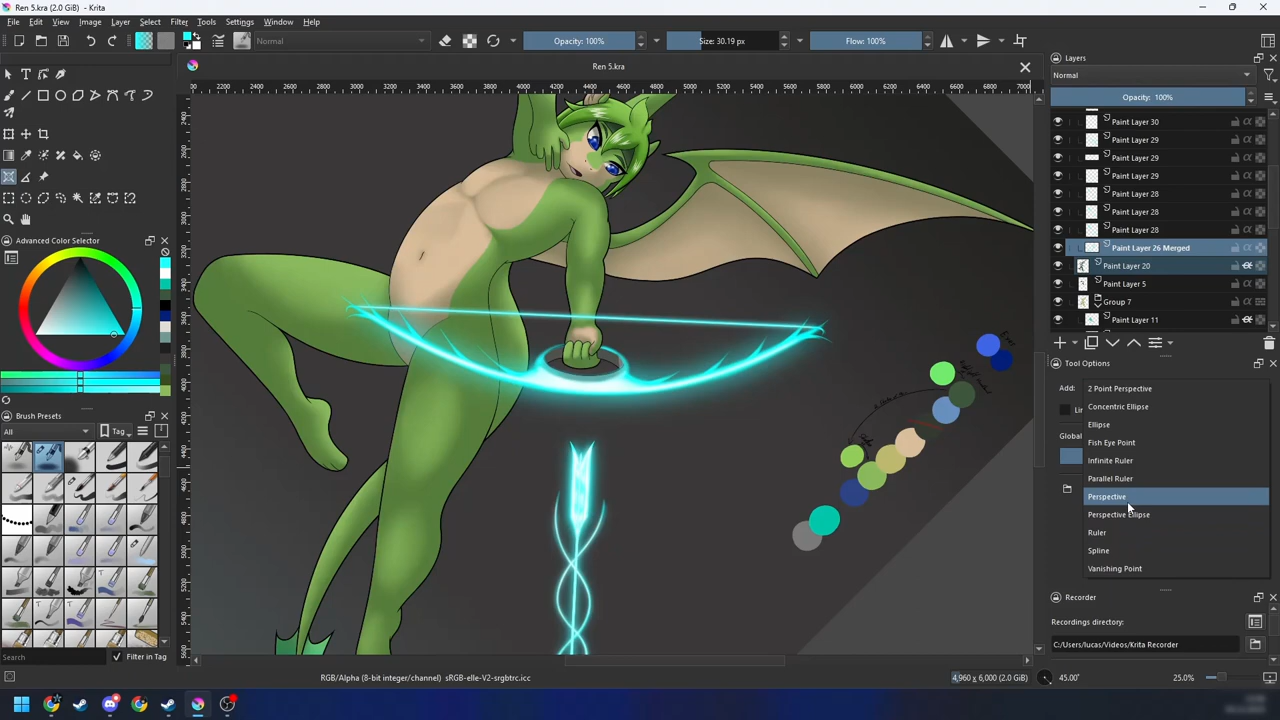 Ren 5.kra (2.0 GiB) - Krita
File Edit View Image Layer Select Filter Tools Settings Window Help
Normal
Opacity: 100%
Size: 30.19 px
Flow: 100%
Ren 5.kra
Layers
Normal
Opacity: 100%
Paint Layer 30
Paint Layer 29
Paint Layer 29
Paint Layer 29
Paint Layer 28
Paint Layer 28
Paint Layer 28
Paint Layer 26 Merged
Paint Layer 20
Paint Layer 5
Group 7
Paint Layer 11
Advanced Color Selector
Brush Presets
All
Tag
Search
Filter in Tag
Tool Options
Add:
2 Point Perspective
Concentric Ellipse
Ellipse
Global
Fish Eye Point
Infinite Ruler
Parallel Ruler
Perspective
Perspective Ellipse
Ruler
Spline
Vanishing Point
Recorder
Recordings directory:
C:/Users/lucas/Videos/Krita Recorder
RGB/Alpha (8-bit integer/channel) sRGB-elle-V2-srgbtrc.icc
4,960 x 6,000 (2.0 GiB)
45.00°
25.0%